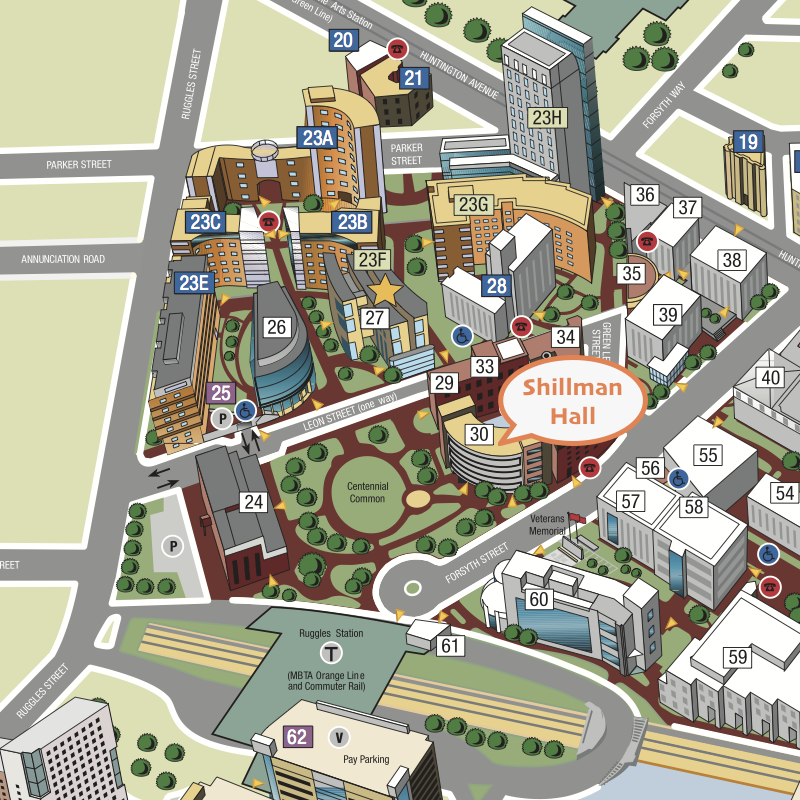 The Arts Station
Green Line)
20
HUNTINGTON AVENUE
21
RUGGLES STREET
23H
FORSYTH WAY
23A
19
PARKER STREET
PARKER
STREET
36
37
23G
23C
23B
38
ANNUNCIATION ROAD
HUNT
23F
35
23E
28
27
26
39
34
GREEN LE
STREET
33
40
29
Shillman
Hall
25
P
LEON STREET (one way)
30
55
56
Centennial
Common
54
24
57
58
Veterans
Memorial
P
FORSYTH STREET
REET
60
Ruggles Station
T
61
(MBTA Orange Line
and Commuter Rail)
59
RUGGLES STREET
62
V
Pay Parking